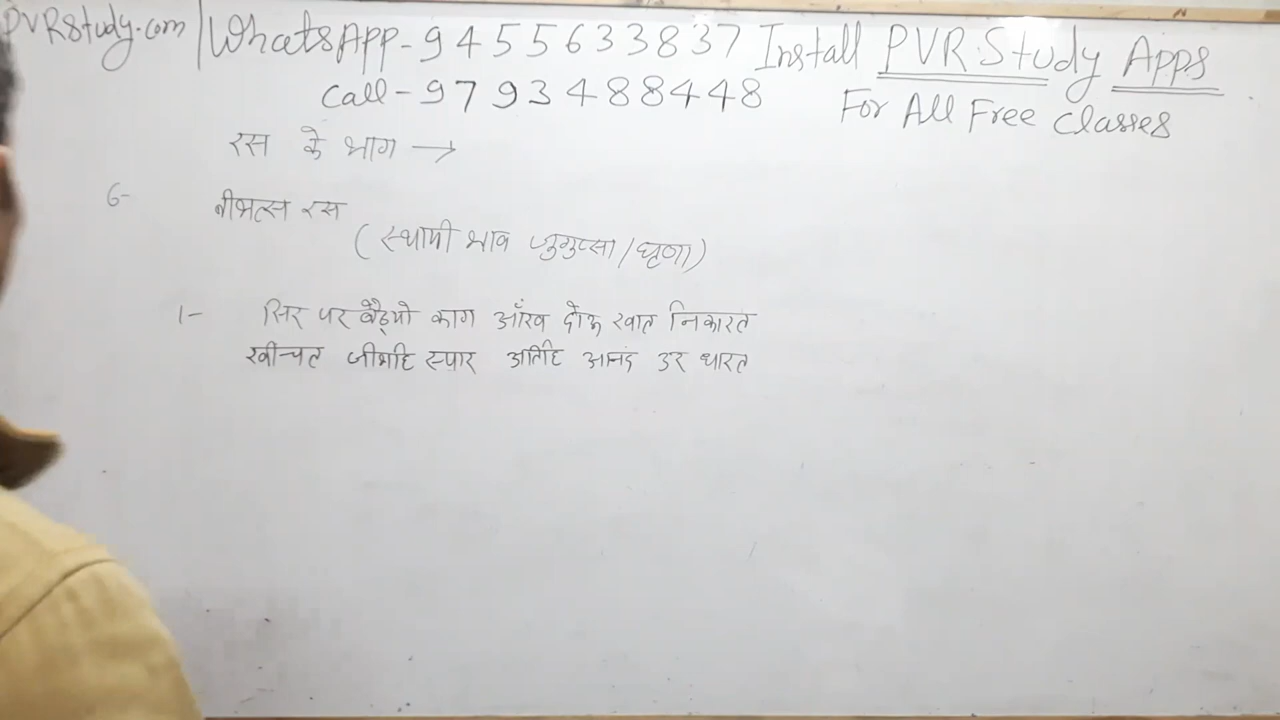 PVRStudy.com | WhatsApp-9455633837 Install PVR Study Apps
Call-9793488448 For All Free Classes
रस के भाग →
6- बीभत्स रस
(स्थायी भाव जुगुप्सा/घृणा)
1- सिर पर बैठ्यो काग आँख दोऊ खात निकारत
खीन्चत जीभहि स्यार अतिहि आनंद उर धारत